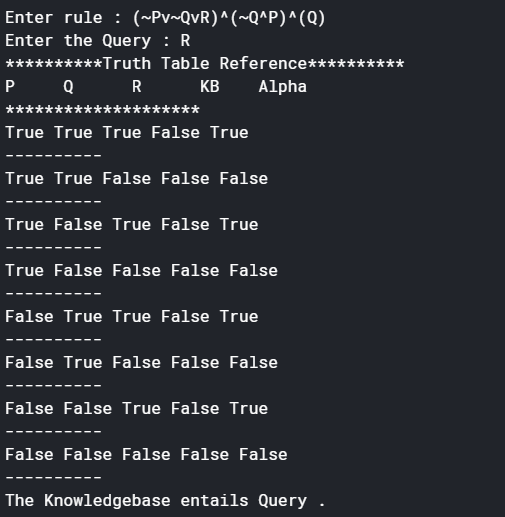 Enter rule : (~Pv~QvR)^(~Q^P)^(Q)
Enter the Query : R
**********Truth Table Reference**********
P Q R KB Alpha
********************
True True True False True
----------
True True False False False
----------
True False True False True
----------
True False False False False
----------
False True True False True
----------
False True False False False
----------
False False True False True
----------
False False False False False
----------
The Knowledgebase entails Query .